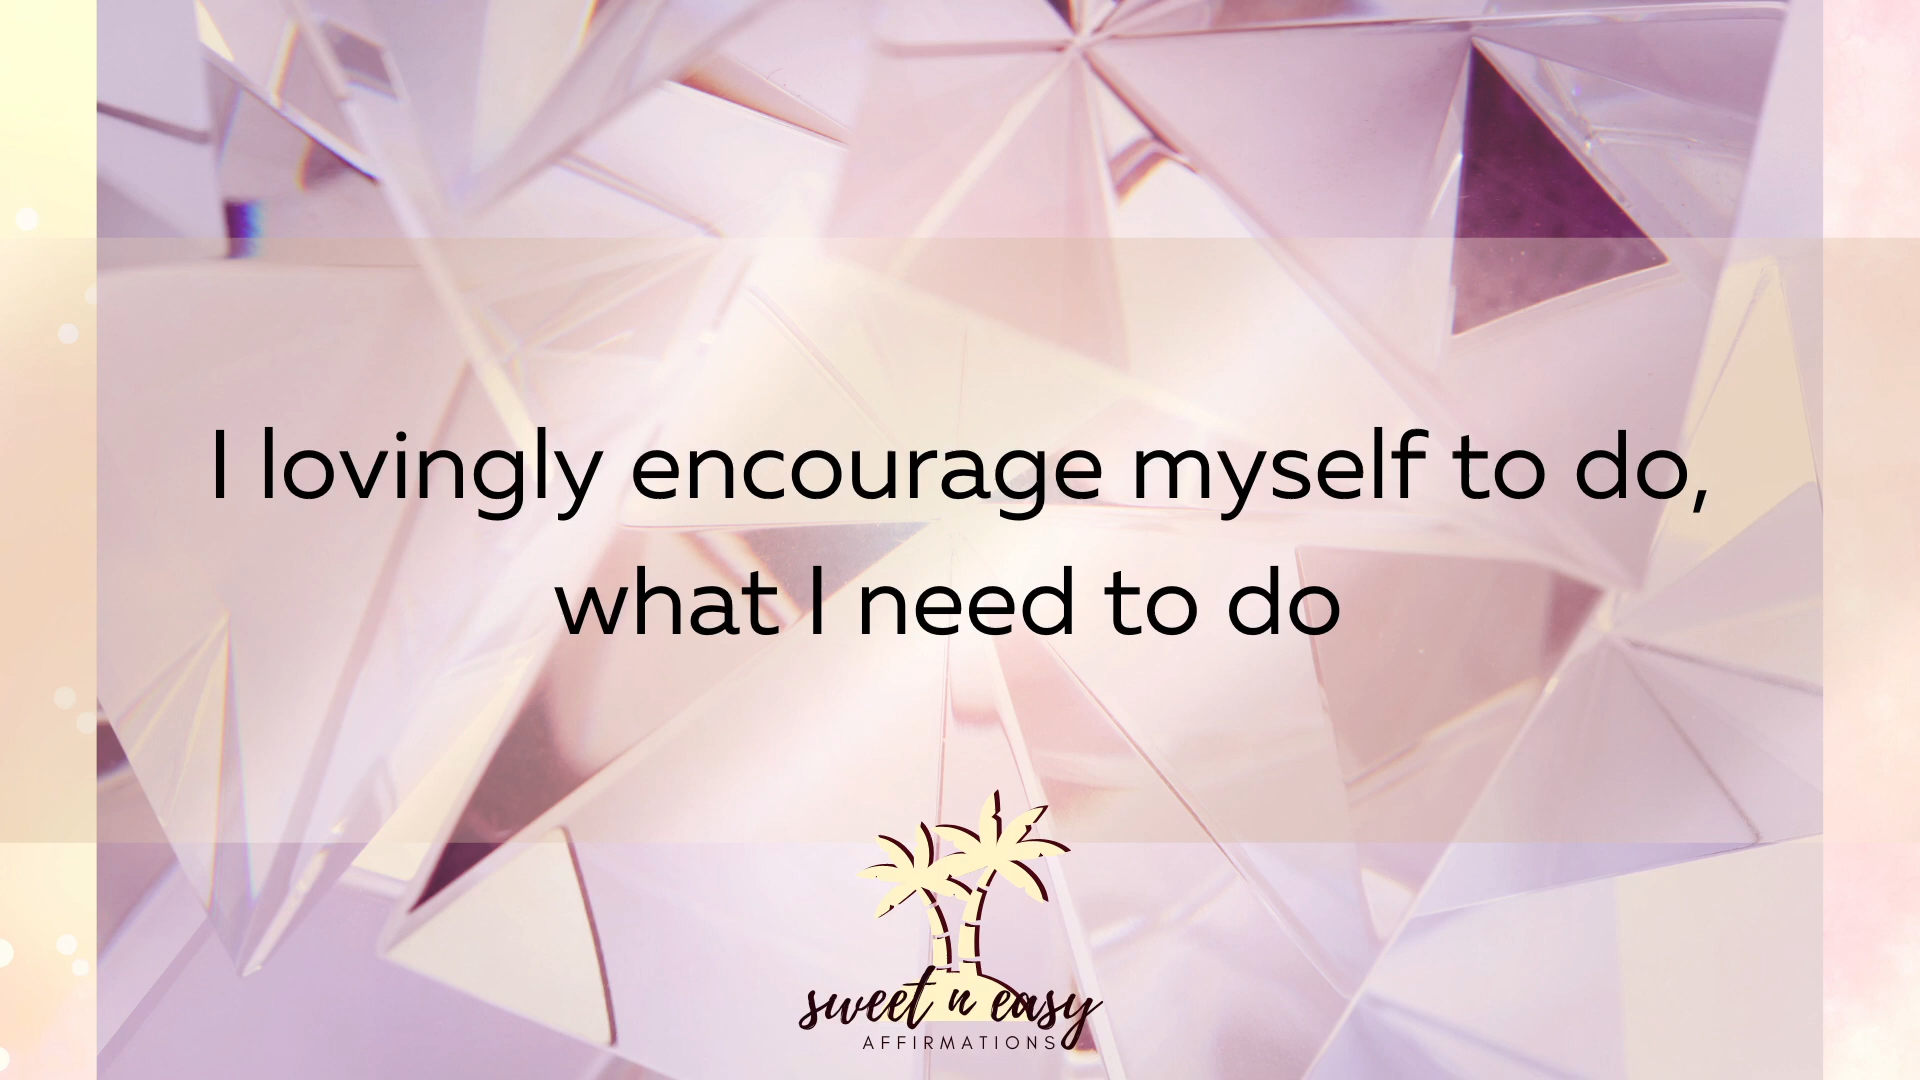 I lovingly encourage myself to do,
what I need to do
sweet n easy
AFFIRMATIONS